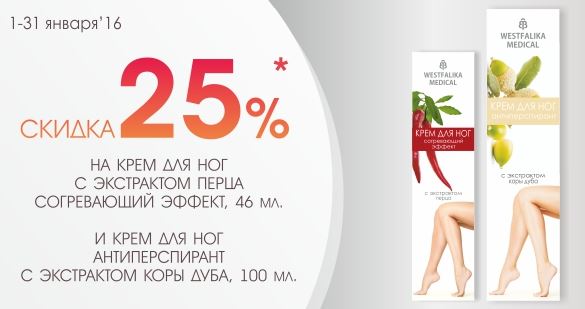 1-31 января'16
СКИДКА 25%*
НА КРЕМ ДЛЯ НОГ
С ЭКСТРАКТОМ ПЕРЦА
СОГРЕВАЮЩИЙ ЭФФЕКТ, 46 МЛ.
И КРЕМ ДЛЯ НОГ
АНТИПЕРСПИРАНТ
С ЭКСТРАКТОМ КОРЫ ДУБА, 100 МЛ.
WESTFALIKA
MEDICAL
КРЕМ ДЛЯ НОГ
согревающий
эффект
с экстрактом
перца
WESTFALIKA
MEDICAL
КРЕМ ДЛЯ НОГ
антиперспирант
с экстрактом
коры дуба